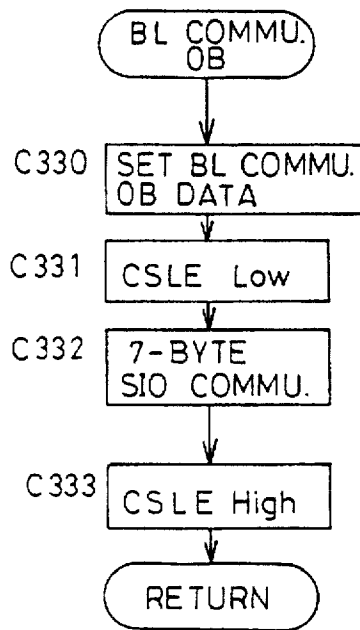 BL COMMU.
OB
C330
SET BL COMMU.
OB DATA
C331
CSLE Low
C332
7-BYTE
SIO COMMU.
C333
CSLE High
RETURN